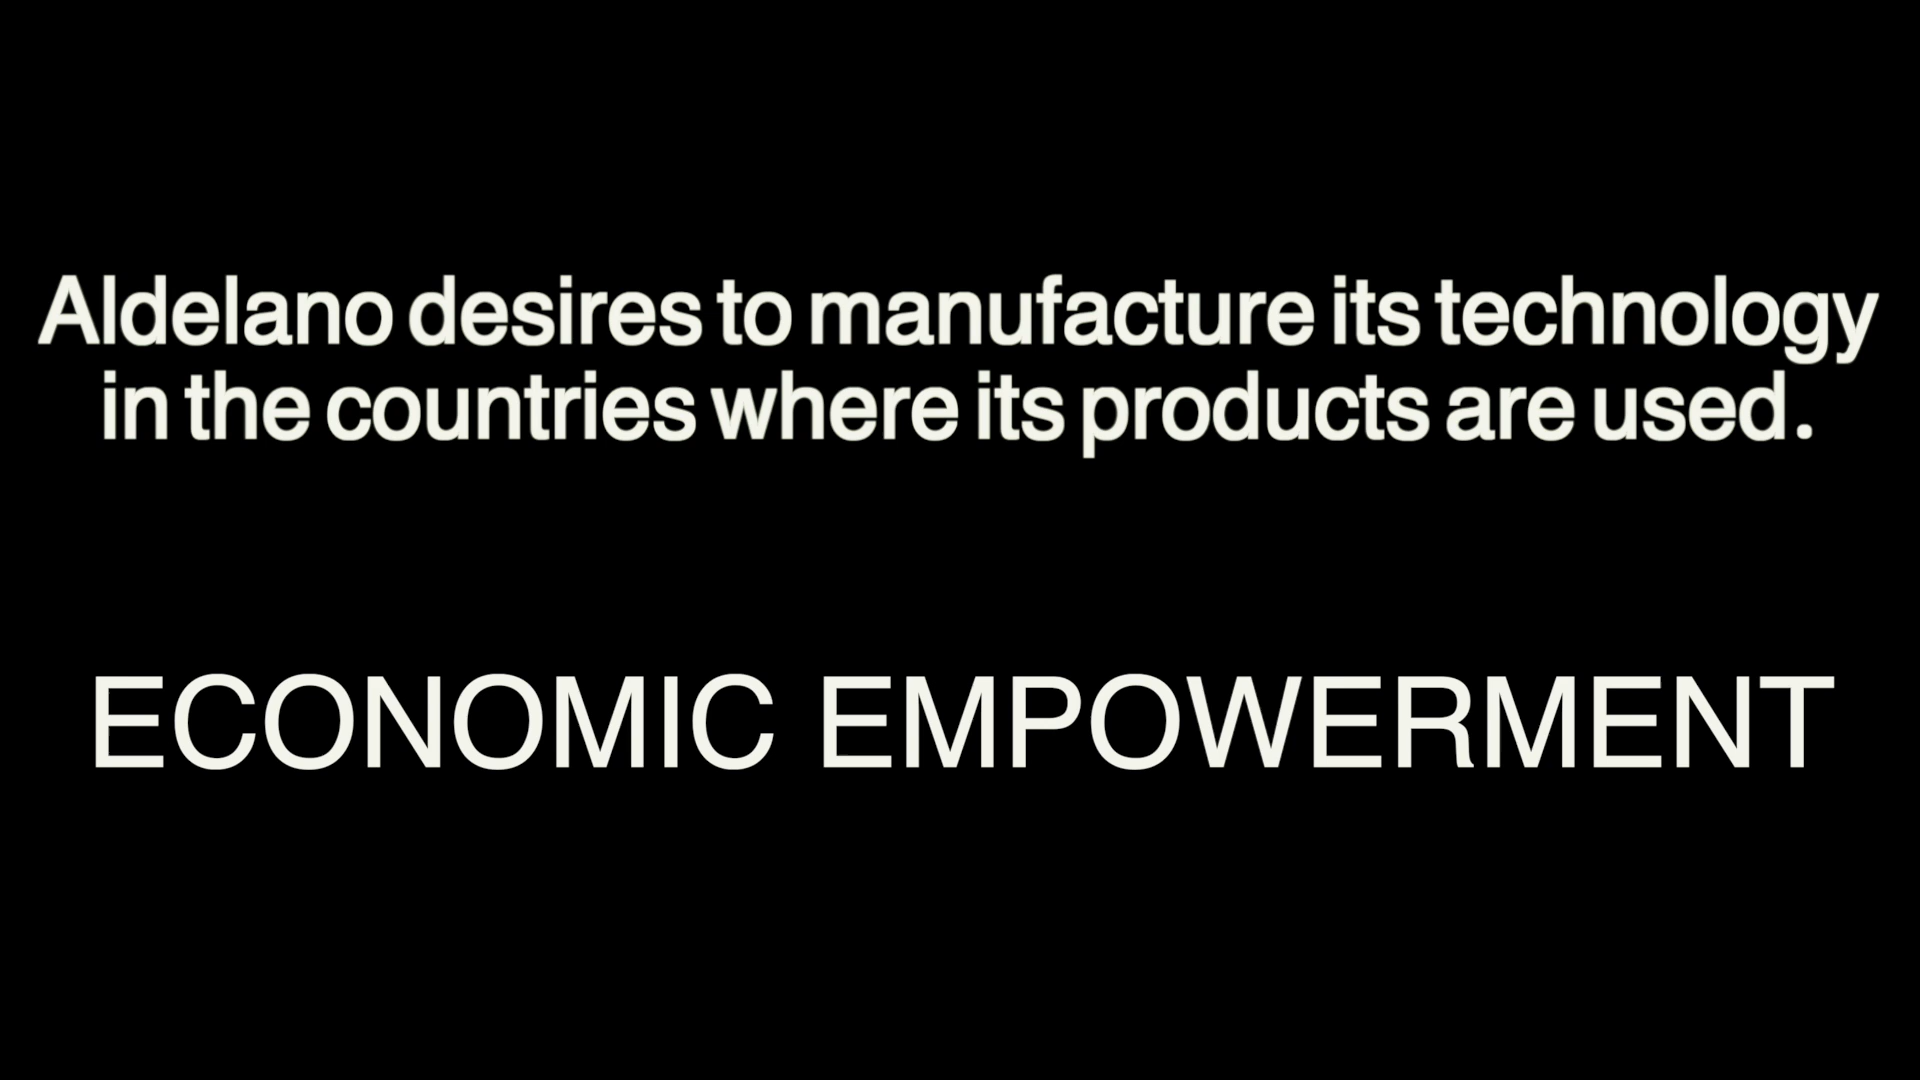 Aldelano desires to manufacture its technology
in the countries where its products are used.
ECONOMIC EMPOWERMENT